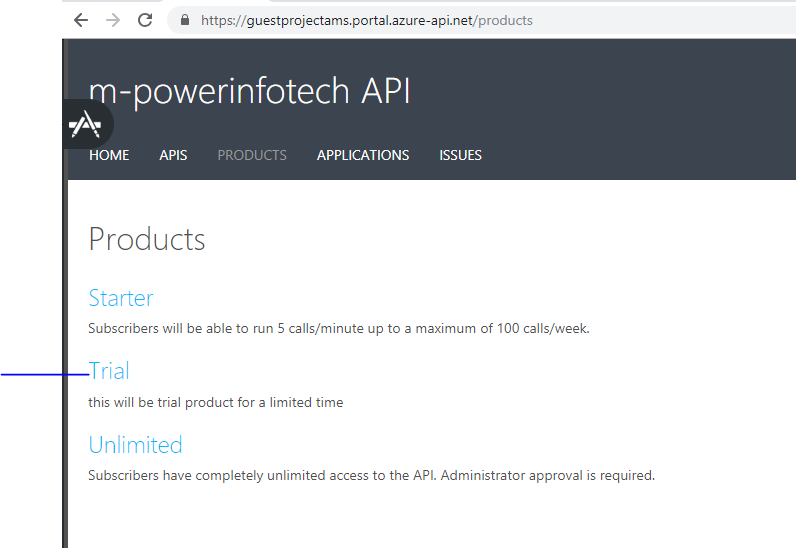 https://guestprojectams.portal.azure-api.net/products
m-powerinfotech API
HOME APIS PRODUCTS APPLICATIONS ISSUES
Products
Starter
Subscribers will be able to run 5 calls/minute up to a maximum of 100 calls/week.
Trial
this will be trial product for a limited time
Unlimited
Subscribers have completely unlimited access to the API. Administrator approval is required.